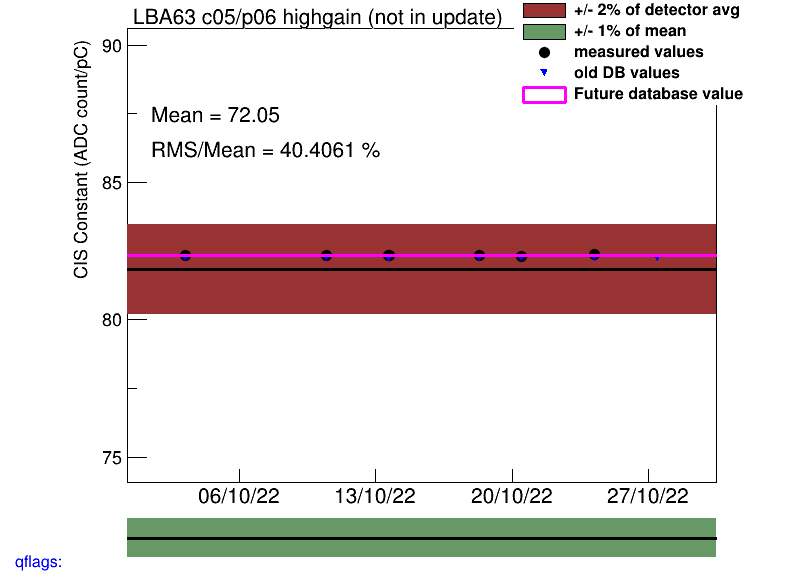 LBA63 c05/p06 highgain (not in update)
+/- 2% of detector avg
+/- 1% of mean
measured values
old DB values
Future database value
Mean = 72.05
RMS/Mean = 40.4061 %
CIS Constant (ADC count/pC)
90
85
80
75
06/10/22 13/10/22 20/10/22 27/10/22
qflags: